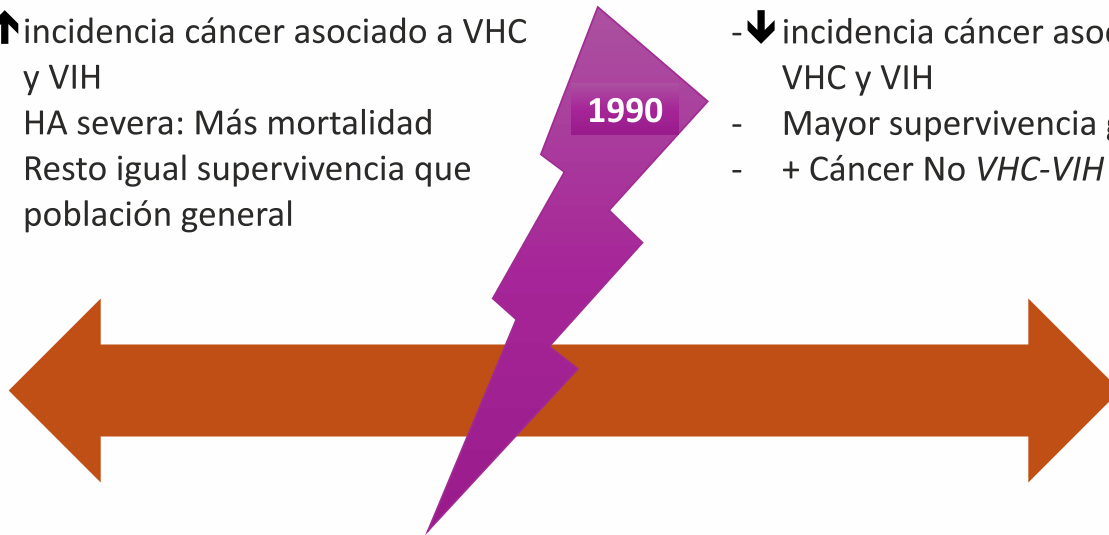 incidencia cáncer asociado a VHC
y VIH
HA severa: Más mortalidad
Resto igual supervivencia que
población general
1990
- incidencia cáncer
VHC y VIH
- Mayor supervivencia
- + Cáncer No VHC-VIH